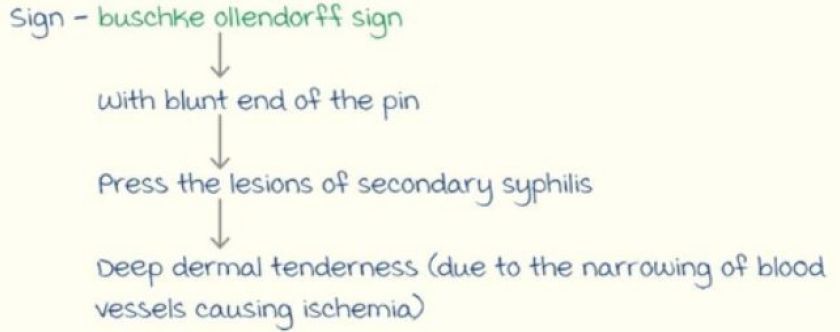 Sign - buschke ollendorff sign
With blunt end of the pin
Press the lesions of secondary syphilis
Deep dermal tenderness (due to the narrowing of blood
vessels causing ischemia)